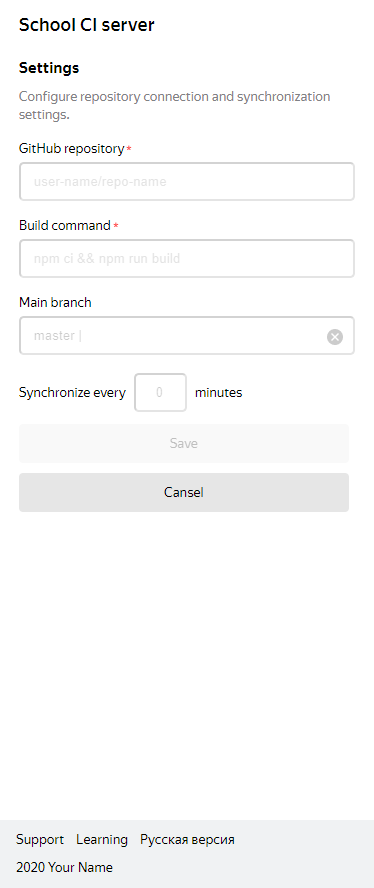 School CI server
Settings
Configure repository connection and synchronization
settings.
GitHub repository*
user-name/repo-name
Build command*
npm ci && npm run build
Main branch
master |
Synchronize every 0 minutes
Save
Cansel
Support Learning Русская версия
2020 Your Name